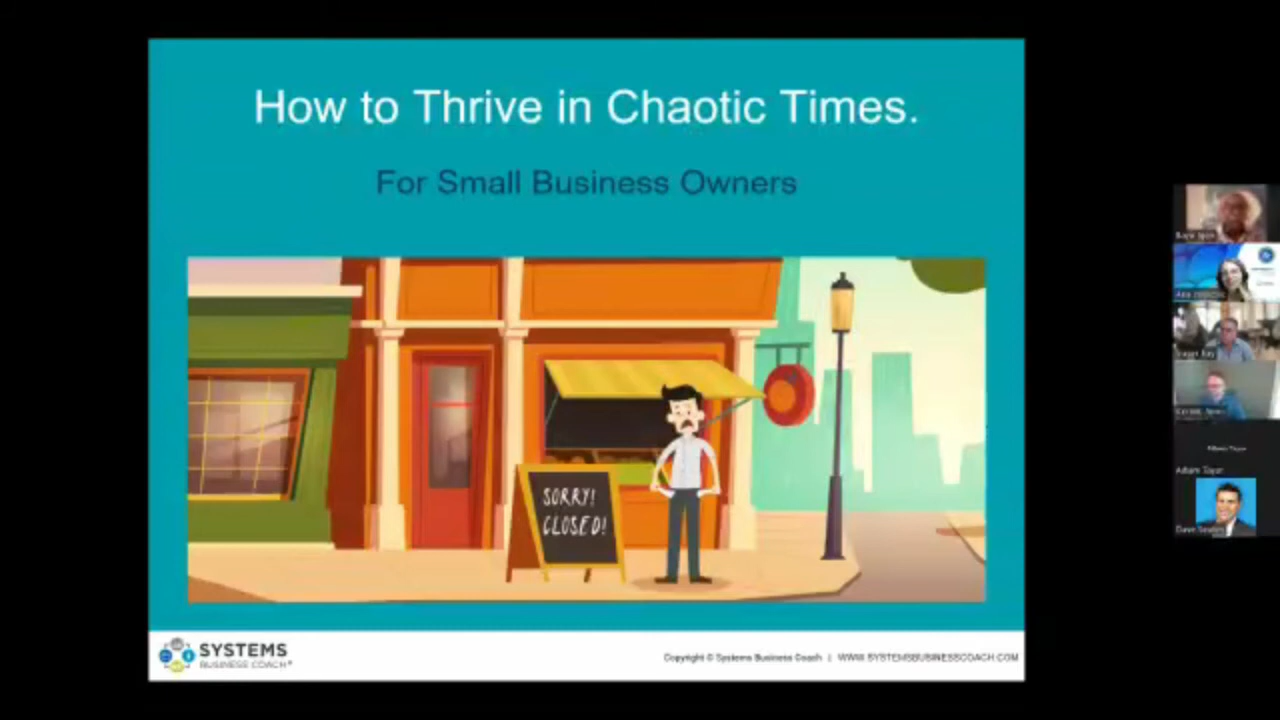 How to Thrive in Chaotic Times.
For Small Business Owners
SORRY!
CLOSED!
SYSTEMS
BUSINESS COACH®
Copyright © Systems Business Coach | WWW.SYSTEMSBUSINESSCOACH.COM